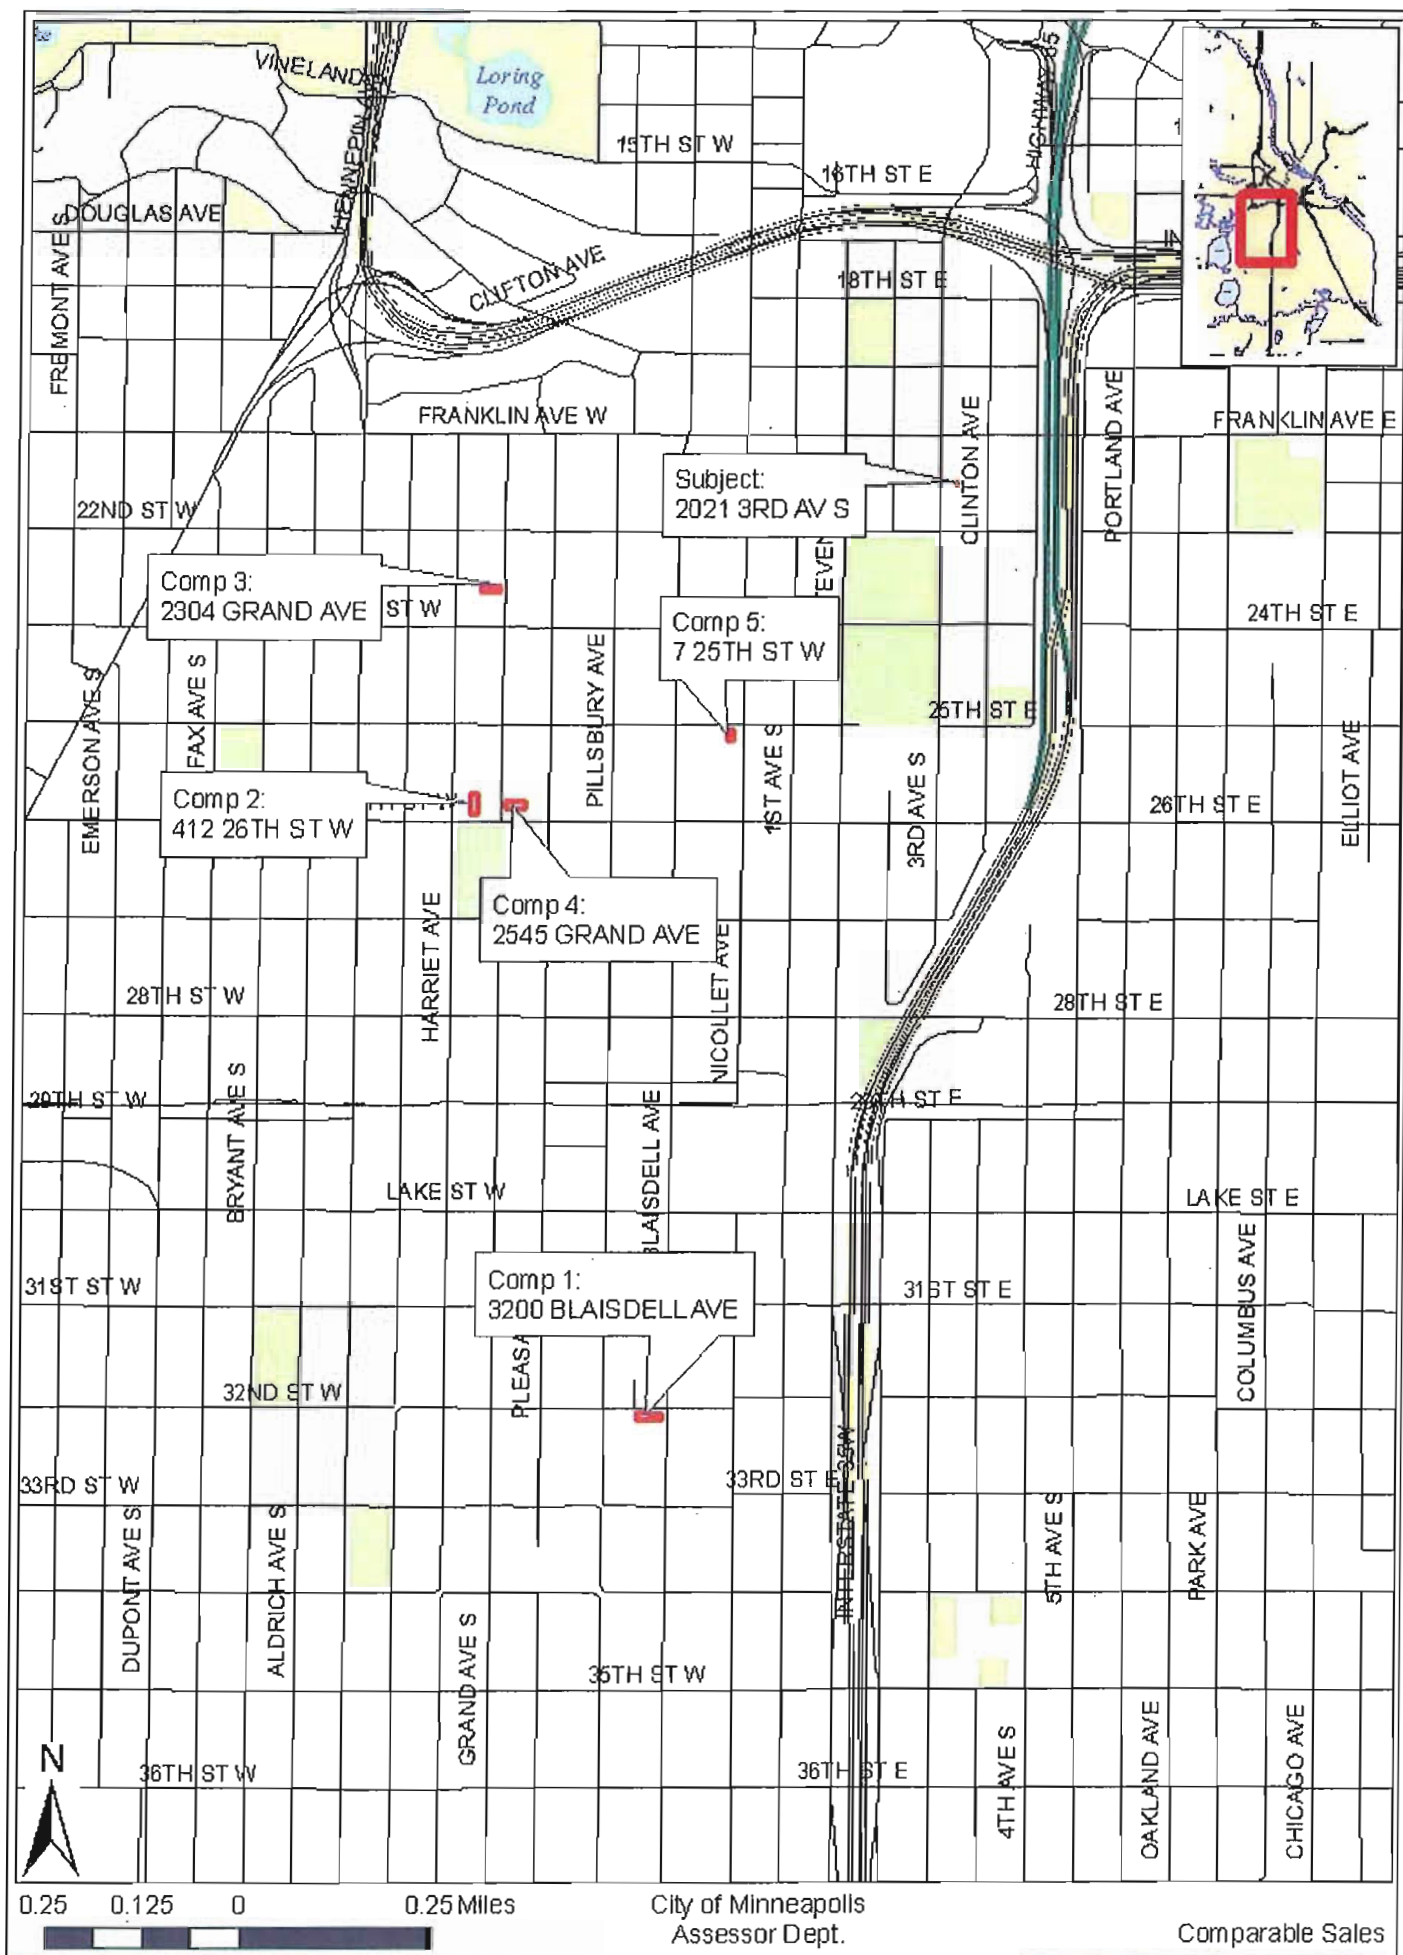 VINELAND
Loring
Pond
HENNEPIN
15TH ST W
HIGHWAY 65
16TH ST E
DOUGLAS AVE
FREMONT AVE S
CLIFTON AVE
18TH ST E
FRANKLIN AVE W
CLINTON AVE
PORTLAND AVE
FRANKLIN AVE E
Subject:
2021 3RD AV S
22ND ST W
Comp 3:
2304 GRAND AVE
ST W
Comp 5:
7 25TH ST W
24TH ST E
EMERSON AVE S
FAX AVE S
PILLSBURY AVE
25TH ST E
1ST AVE S
3RD AVE S
ELLIOT AVE
Comp 2:
412 26TH ST W
26TH ST E
Comp 4:
2545 GRAND AVE
HARRIET AVE
NICOLLET AVE
28TH ST W
28TH ST E
29TH ST W
BRYANT AVE S
BLAISDELL AVE
LAKE ST W
LAKE ST E
COLUMBUS AVE
31ST ST W
Comp 1:
3200 BLAISDELL AVE
31ST ST E
PLEASA
32ND ST W
33RD ST W
33RD ST E
INTERSTATE 35W
DUPONT AVE S
ALDRICH AVE S
5TH AVE S
PARK AVE
GRAND AVE S
35TH ST W
4TH AVE S
OAKLAND AVE
CHICAGO AVE
N
36TH ST W
36TH ST E
0.25 0.125 0 0.25 Miles
City of Minneapolis
Assessor Dept.
Comparable Sales